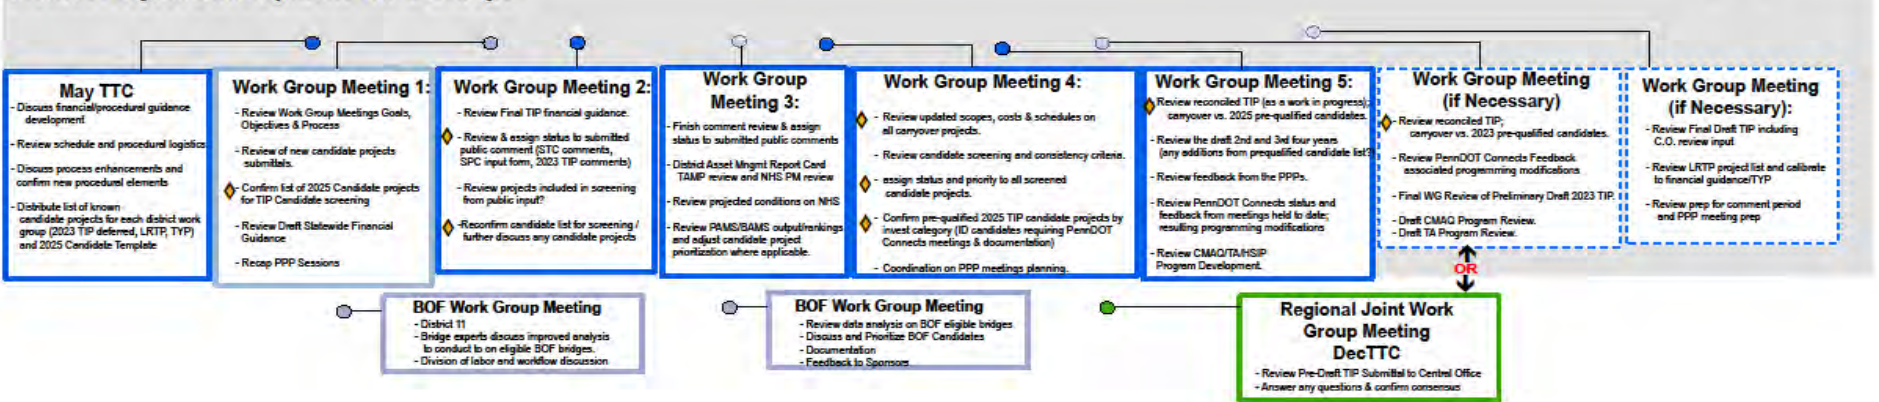 May TTC
- Discuss financial/procedural guidance
development
- Review schedule and procedural logistics
- Discuss process enhancements and
confirm new procedural elements
- Distribute list of known
candidate projects for each district work
group (2023 TIP deferred, LRTP, TYP)
and 2025 Candidate Template
Work Group Meeting 1:
- Review Work Group Meetings Goals,
Objectives & Process
- Review of new candidate projects
submittals.
- Confirm list of 2025 Candidate projects
for TIP Candidate screening
- Review Draft Statewide Financial
Guidance
- Recap PPP Sessions
Work Group Meeting 2:
- Review Final TIP financial guidance.
- Review & assign status to submitted
public comment (STC comments,
SPC input form, 2023 TIP comments)
- Review projects included in screening
from public input?
-Reconfirm candidate list for screening /
further discuss any candidate projects
Work Group
Meeting 3:
- Finish comment review & assign
status to submitted public comments
- District Asset Mngmt Report Card
TAMP review and NHS PM review
- Review projected conditions on NHS
- Review PAMS/BAMS output/rankings
and adjust candidate project
prioritization where applicable.
Work Group Meeting 4:
- Review updated scopes, costs & schedules on
all carryover projects.
- Review candidate screening and consistency criteria.
- assign status and priority to all screened
candidate projects.
- Confirm pre-qualified 2025 TIP candidate projects by
invest category (ID candidates requiring PennDOT
Connects meetings & documentation)
- Coordination on PPP meetings planning.
Work Group Meeting 5:
- Review reconciled TIP (as a work in progress);
carryover vs. 2025 pre-qualified candidates.
- Review the draft 2nd and 3rd four years
(any additions from prequalified candidate list?)
- Review feedback from the PPPs.
- Review PennDOT Connects status and
feedback from meetings held to date;
resulting programming modifications
- Review CMAQ/TA/HSIP
Program Development.
Work Group Meeting
(if Necessary)
- Review reconciled TIP;
carryover vs. 2023 pre-qualified candidates.
- Review PennDOT Connects Feedback
associated programming modifications
- Final WG Review of Preliminary Draft 2023 TIP.
- Draft CMAQ Program Review.
- Draft TA Program Review.
Work Group Meeting
(if Necessary):
- Review Final Draft TIP including
C.O. review input
- Review LRTP project list and calibrate
to financial guidance/TYP
- Review prep for comment period
and PPP meeting prep
OR
BOF Work Group Meeting
- District 11
- Bridge experts discuss improved analysis
to conduct to on eligible BOF bridges.
- Division of labor and workflow discussion
BOF Work Group Meeting
- Review data analysis on BOF eligible bridges
- Discuss and Prioritize BOF Candidates
- Documentation
- Feedback to Sponsors
Regional Joint Work
Group Meeting
DecTTC
- Review Pre-Draft TIP Submittal to Central Office
- Answer any questions & confirm consensus